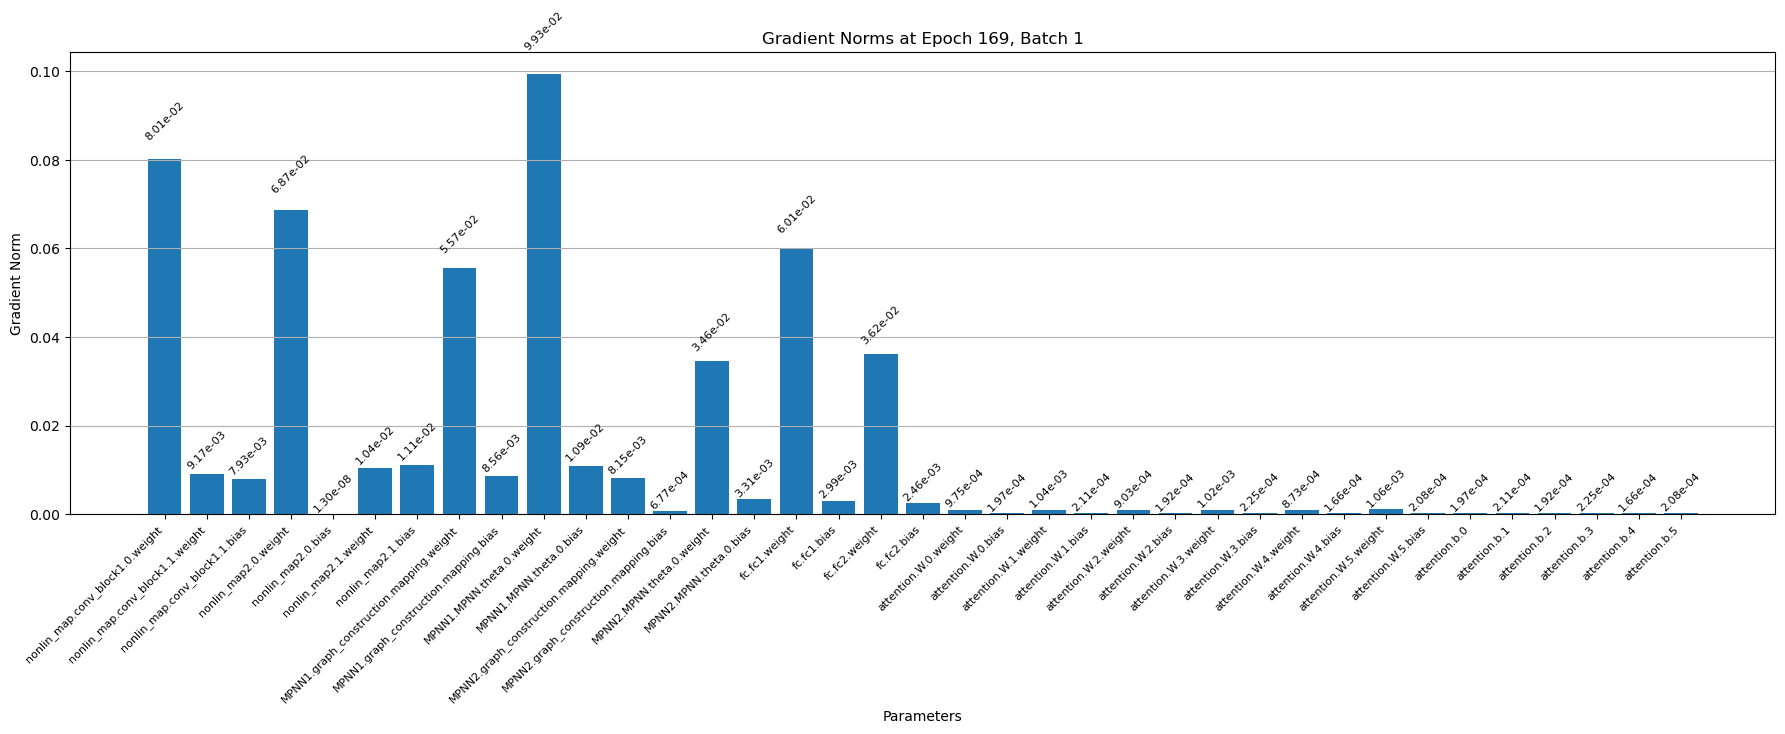 Gradient Norms at Epoch 169, Batch 1
Gradient Norm
0.10
0.08
0.06
0.04
0.02
0.00
8.01e-02
9.17e-03
7.93e-03
6.87e-02
1.30e-08
1.04e-02
1.11e-02
5.57e-02
8.56e-03
9.93e-02
1.09e-02
8.15e-03
6.77e-04
3.46e-02
3.31e-03
6.01e-02
2.99e-03
3.62e-02
2.46e-03
9.75e-04
1.97e-04
1.04e-03
2.11e-04
9.03e-04
1.92e-04
1.02e-03
2.25e-04
8.73e-04
1.66e-04
1.06e-03
2.08e-04
1.97e-04
2.11e-04
1.92e-04
2.25e-04
1.66e-04
2.08e-04
nonlin_map.conv_block1.0.weight
nonlin_map.conv_block1.1.weight
nonlin_map.conv_block1.1.bias
nonlin_map2.0.weight
nonlin_map2.0.bias
nonlin_map2.1.weight
nonlin_map2.1.bias
MPNN1.graph_construction.mapping.weight
MPNN1.graph_construction.mapping.bias
MPNN1.MPNN.theta.0.weight
MPNN1.MPNN.theta.0.bias
MPNN2.graph_construction.mapping.weight
MPNN2.graph_construction.mapping.bias
MPNN2.MPNN.theta.0.weight
MPNN2.MPNN.theta.0.bias
fc.fc1.weight
fc.fc1.bias
fc.fc2.weight
fc.fc2.bias
attention.W.0.weight
attention.W.0.bias
attention.W.1.weight
attention.W.1.bias
attention.W.2.weight
attention.W.2.bias
attention.W.3.weight
attention.W.3.bias
attention.W.4.weight
attention.W.4.bias
attention.W.5.weight
attention.W.5.bias
attention.b.0
attention.b.1
attention.b.2
attention.b.3
attention.b.4
attention.b.5
Parameters